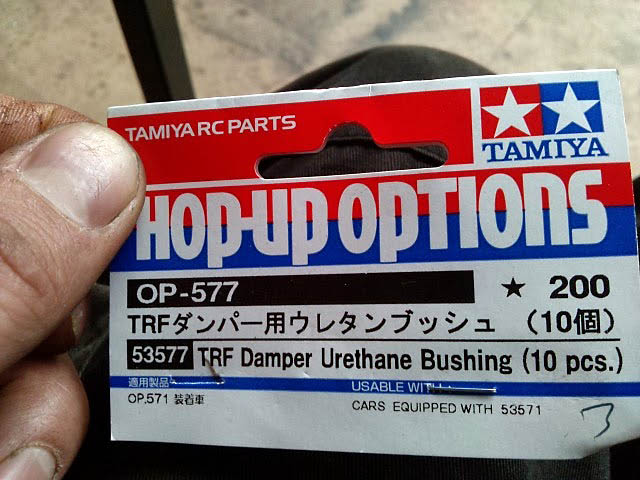 TAMIYA RC PARTS
TAMIYA
HOP-UP OPTIONS
OP-577 ★ 200
TRFダンパー用ウレタンブッシュ (10個)
53577 TRF Damper Urethane Bushing (10 pcs.)
適用製品 USABLE WITH
OP.571 装着車 CARS EQUIPPED WITH 53571